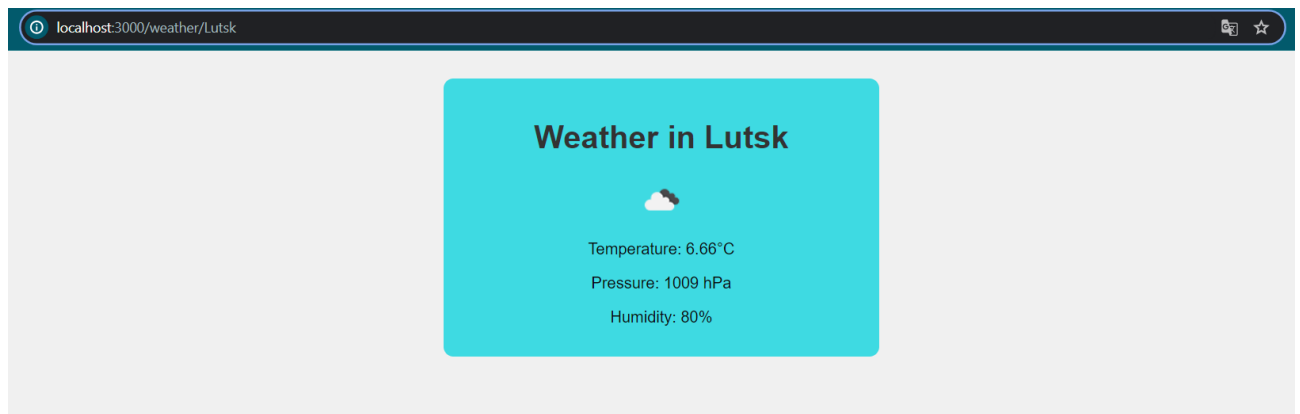 localhost:3000/weather/Lutsk
Weather in Lutsk
Temperature: 6.66°C
Pressure: 1009 hPa
Humidity: 80%